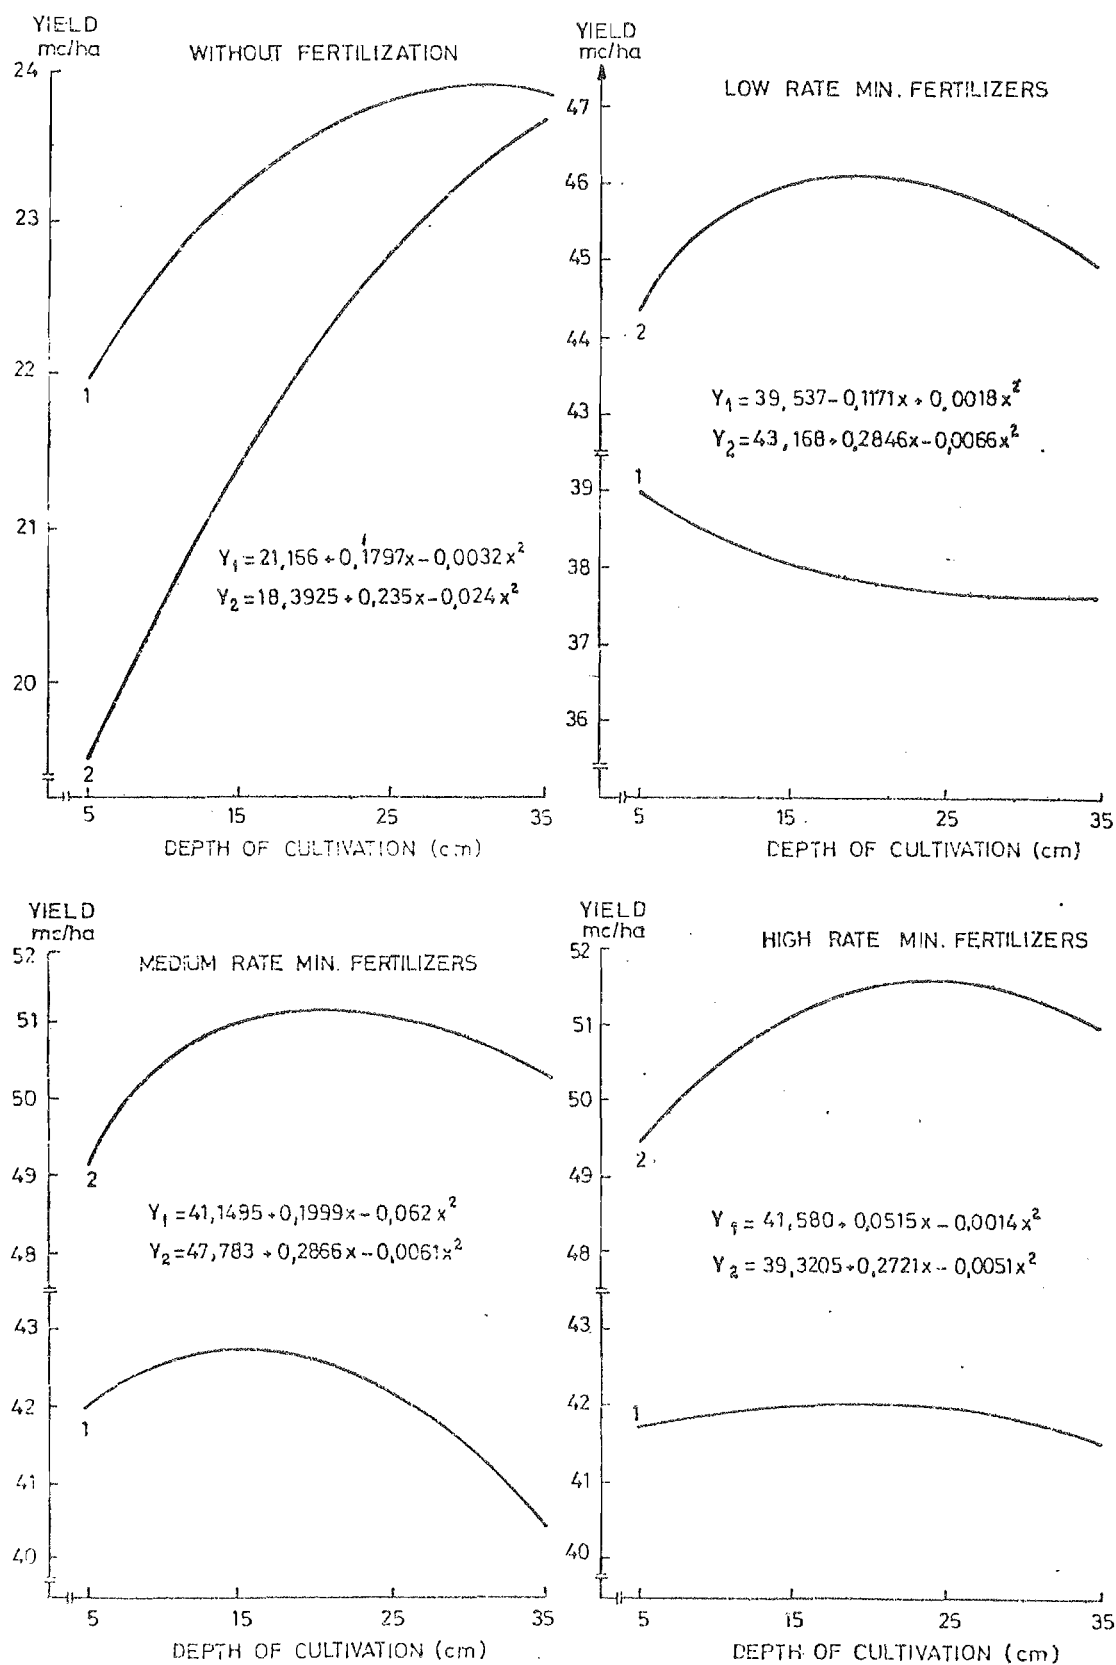 YIELD
mc/ha
WITHOUT FERTILIZATION
24
23
22
21
20
1
2
Y1 = 21,156 + 0,1797x - 0,0032x²
Y2 = 18,3925 + 0,235x - 0,024x²
5 15 25 35
DEPTH OF CULTIVATION (cm)
YIELD
mc/ha
LOW RATE MIN. FERTILIZERS
47
46
45
44
43
39
38
37
36
2
1
Y1 = 39,537 - 0,1171x + 0,0018x²
Y2 = 43,168 + 0,2846x - 0,0066x²
5 15 25 35
DEPTH OF CULTIVATION (cm)
YIELD
mc/ha
MEDIUM RATE MIN. FERTILIZERS
52
51
50
49
48
43
42
41
40
2
1
Y1 = 41,1495 + 0,1999x - 0,062x²
Y2 = 47,783 + 0,2866x - 0,0061x²
5 15 25 35
DEPTH OF CULTIVATION (cm)
YIELD
mc/ha
HIGH RATE MIN. FERTILIZERS
52
51
50
49
48
43
42
41
40
2
1
Y1 = 41,580 + 0,0515x - 0,0014x²
Y2 = 39,3205 + 0,2721x - 0,0051x²
5 15 25 35
DEPTH OF CULTIVATION (cm)